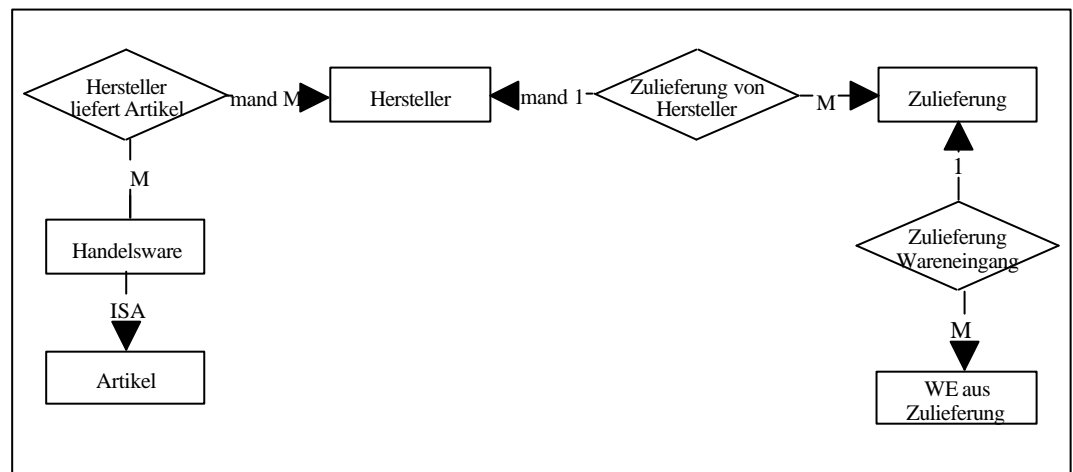 Hersteller
liefert Artikel
mand M
Hersteller
mand 1
Zulieferung von
Hersteller
M
Zulieferung
M
1
Handelsware
Zulieferung
Wareneingang
ISA
M
Artikel
WE aus
Zulieferung